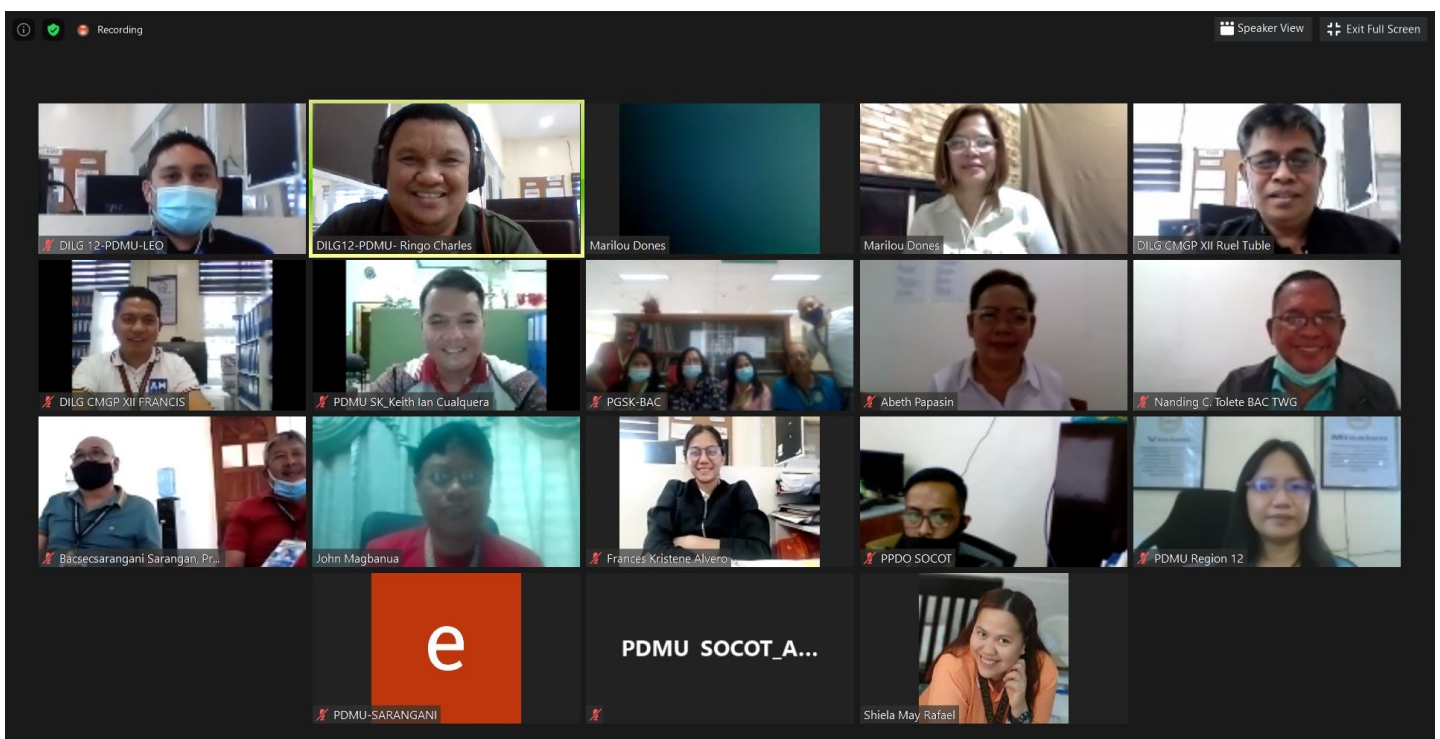 Recording
Speaker View
Exit Full Screen
DILG 12-PDMU-LEO
DILG12-PDMU- Ringo Charles
Marilou Dones
Marilou Dones
DILG CMGP XII Ruel Tuble
DILG CMGP XII FRANCIS
PDMU SK_Keith Ian Cualquera
PGSK-BAC
Abeth Papasin
Nanding C. Tolete BAC TWG
Bacsecsarangani Sarangan, Pr...
John Magbanua
Frances Kristene Alvero
PPDO SOCOT
Vision
Mission
PDMU Region 12
e
PDMU-SARANGANI
PDMU SOCOT_A...
Shiela May Rafael